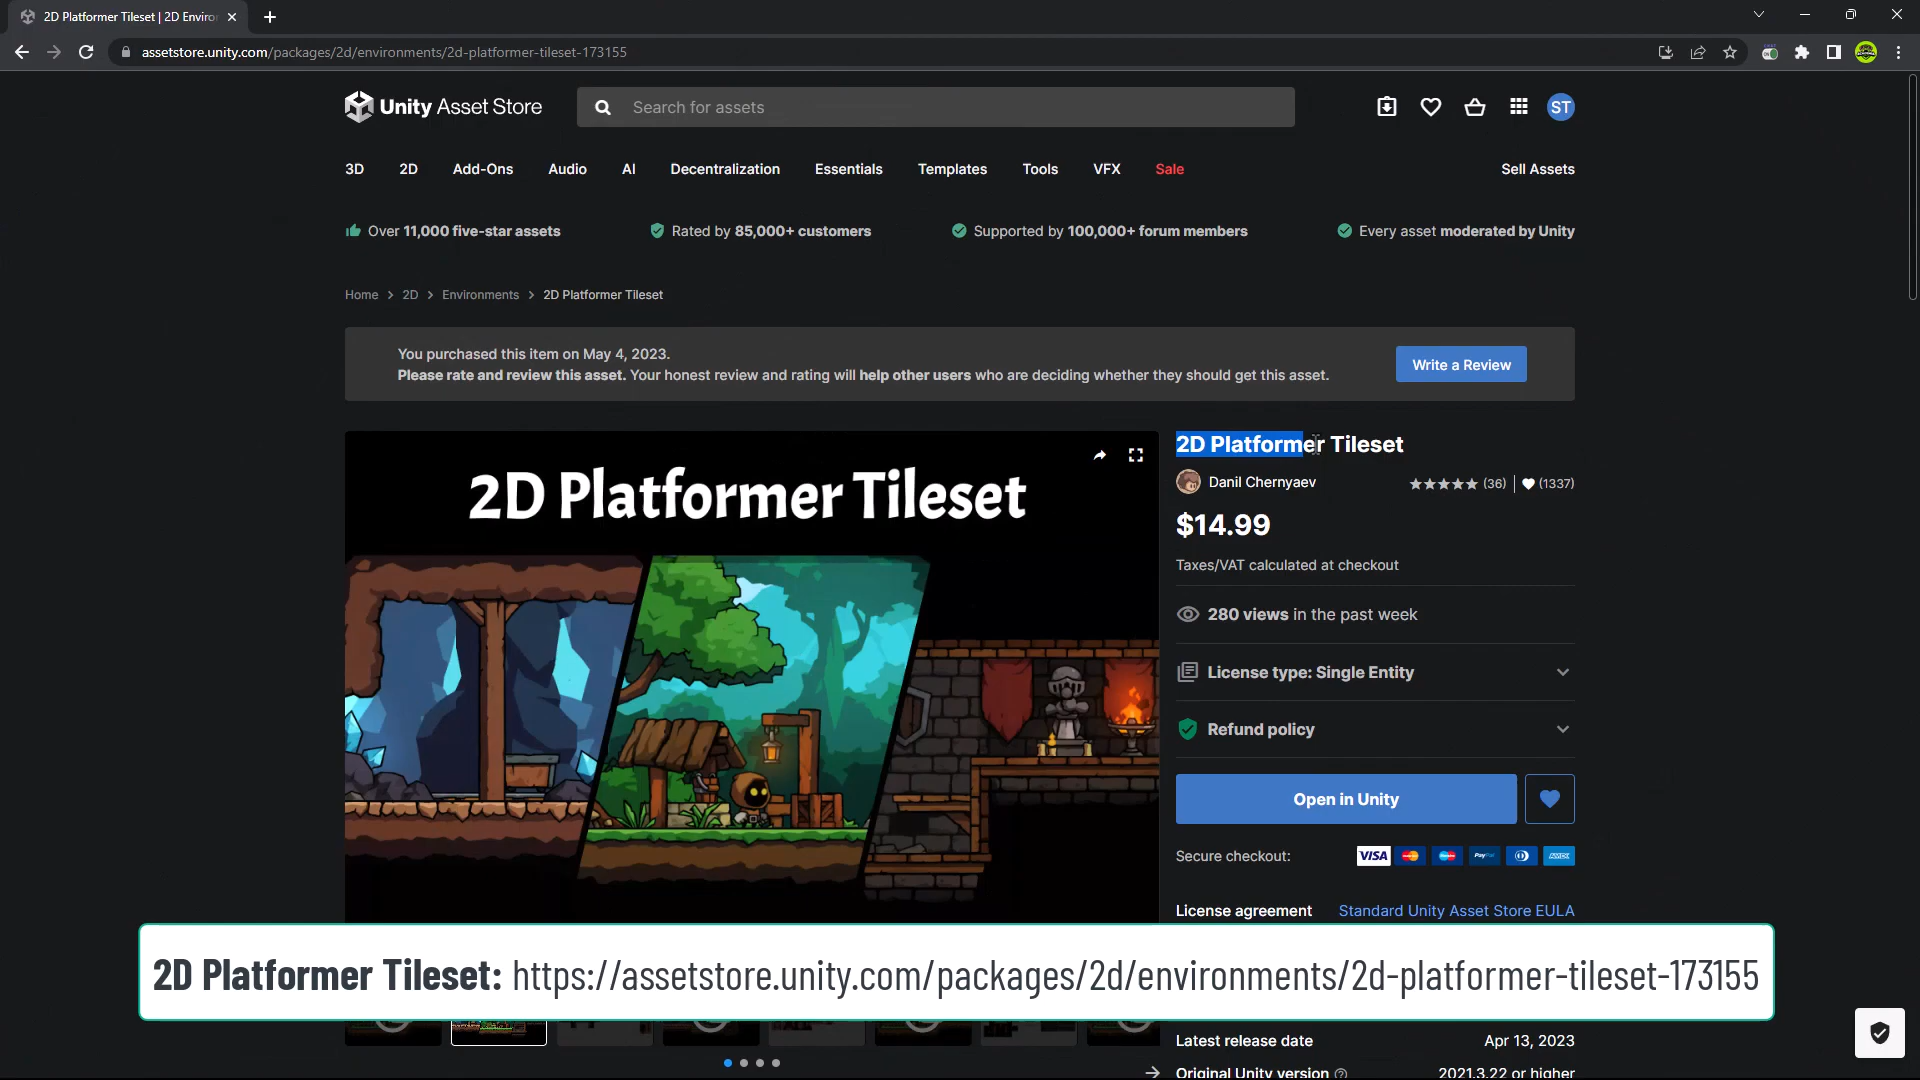 2D Platformer Tileset | 2D Enviro
assetstore.unity.com/packages/2d/environments/2d-platformer-tileset-173155
Unity Asset Store
Search for assets
ST
3D 2D Add-Ons Audio AI Decentralization Essentials Templates Tools VFX Sale Sell Assets
Over 11,000 five-star assets Rated by 85,000+ customers Supported by 100,000+ forum members Every asset moderated by Unity
Home > 2D > Environments > 2D Platformer Tileset
You purchased this item on May 4, 2023.
Please rate and review this asset. Your honest review and rating will help other users who are deciding whether they should get this asset.
Write a Review
2D Platformer Tileset
2D Platformer Tileset
Danil Chernyaev (36) | (1337)
$14.99
Taxes/VAT calculated at checkout
280 views in the past week
License type: Single Entity
Refund policy
Open in Unity
Secure checkout: VISA PayPal AMEX
License agreement Standard Unity Asset Store EULA
2D Platformer Tileset: https://assetstore.unity.com/packages/2d/environments/2d-platformer-tileset-173155
Latest release date Apr 13, 2023
Original Unity version 2021.3.22 or higher